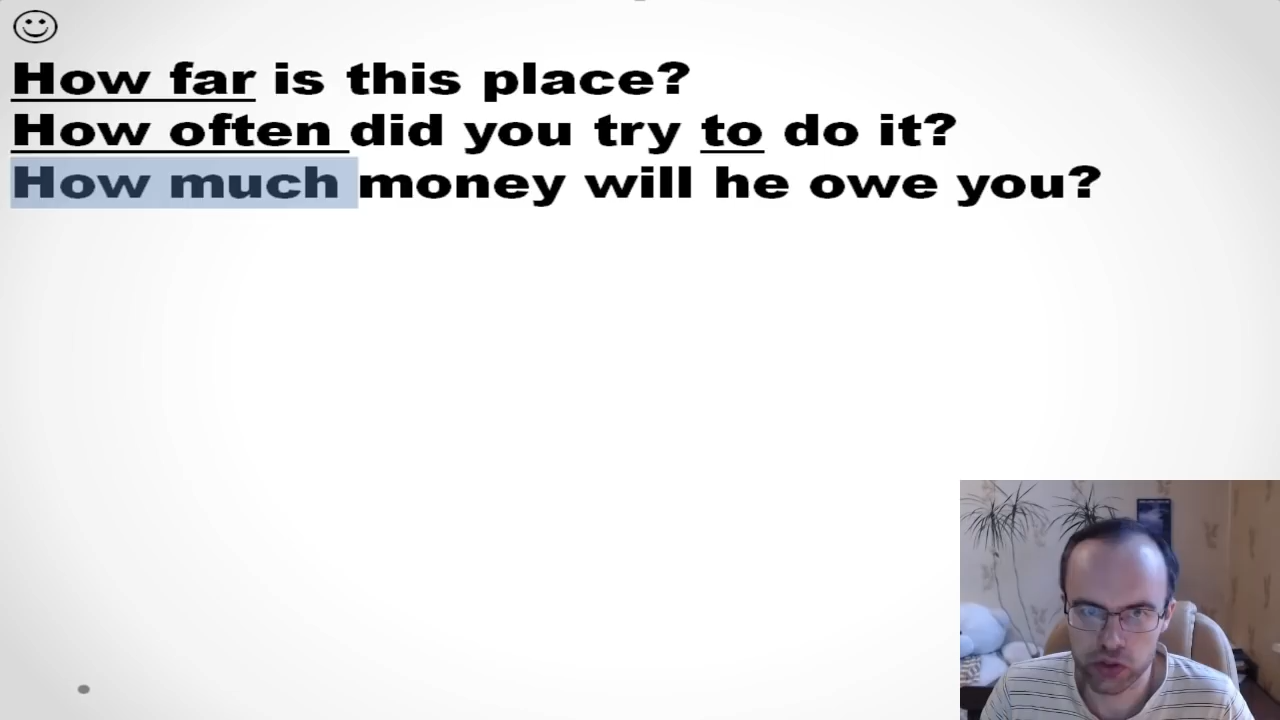 How far is this place?
How often did you try to do it?
How much money will he owe you?